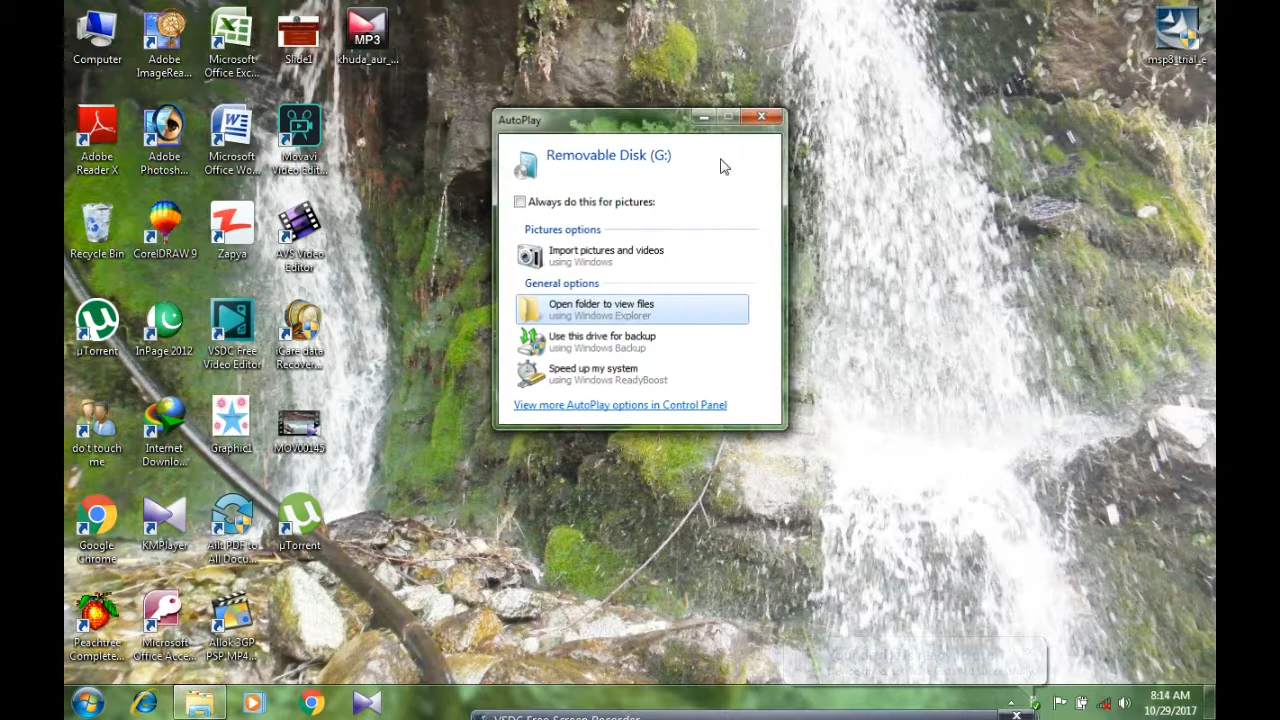 Computer
Adobe
ImageRea...
Microsoft
Office Exc...
Slide1
MP3
khuda_aur_...
msp8_trial_e
Adobe
Reader X
Adobe
Photosh...
Microsoft
Office Wo...
Movavi
Video Edit...
Recycle Bin
CorelDRAW 9
Zapya
AVS Video
Editor
µTorrent
InPage 2012
VSDC Free
Video Editor
iCare data
Recover...
do't touch
me
Internet
Downlo...
Graphic1
MOV00145
Google
Chrome
KMPlayer
Ailt PDF to
All Docu...
µTorrent
Peachtree
Complete...
Microsoft
Office Acce...
Allok 3GP
PSP MP4...
AutoPlay
Removable Disk (G:)
Always do this for pictures:
Pictures options
Import pictures and videos
using Windows
General options
Open folder to view files
using Windows Explorer
Use this drive for backup
using Windows Backup
Speed up my system
using Windows ReadyBoost
View more AutoPlay options in Control Panel
VSDC Free Screen Recorder
8:14 AM
10/29/2017